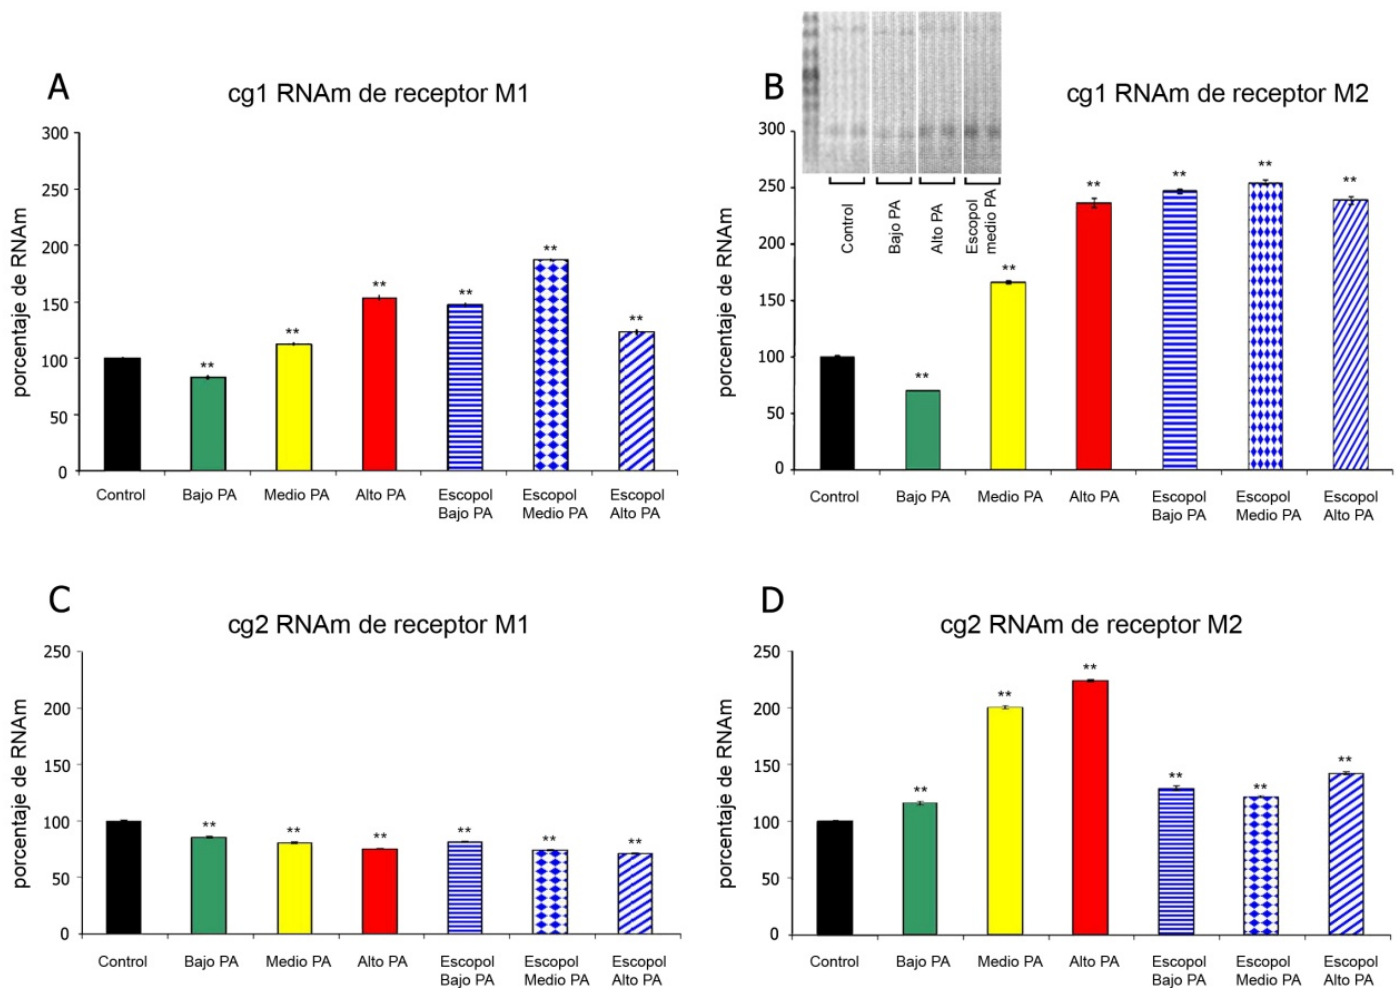 A
cg1 RNAm de receptor M1
porcentaje de RNAm
300
250
200
150
100
50
0
**
**
**
**
**
**
Control
Bajo PA
Medio PA
Alto PA
Escopol
Bajo PA
Escopol
Medio PA
Escopol
Alto PA
B
cg1 RNAm de receptor M2
Control
Bajo PA
Alto PA
Escopol
medio PA
porcentaje de RNAm
300
250
200
150
100
50
0
**
**
**
**
**
**
Control
Bajo PA
Medio PA
Alto PA
Escopol
Bajo PA
Escopol
Medio PA
Escopol
Alto PA
C
cg2 RNAm de receptor M1
porcentaje de RNAm
250
200
150
100
50
0
**
**
**
**
**
**
Control
Bajo PA
Medio PA
Alto PA
Escopol
Bajo PA
Escopol
Medio PA
Escopol
Alto PA
D
cg2 RNAm de receptor M2
porcentaje de RNAm
250
200
150
100
50
0
**
**
**
**
**
**
Control
Bajo PA
Medio PA
Alto PA
Escopol
Bajo PA
Escopol
Medio PA
Escopol
Alto PA